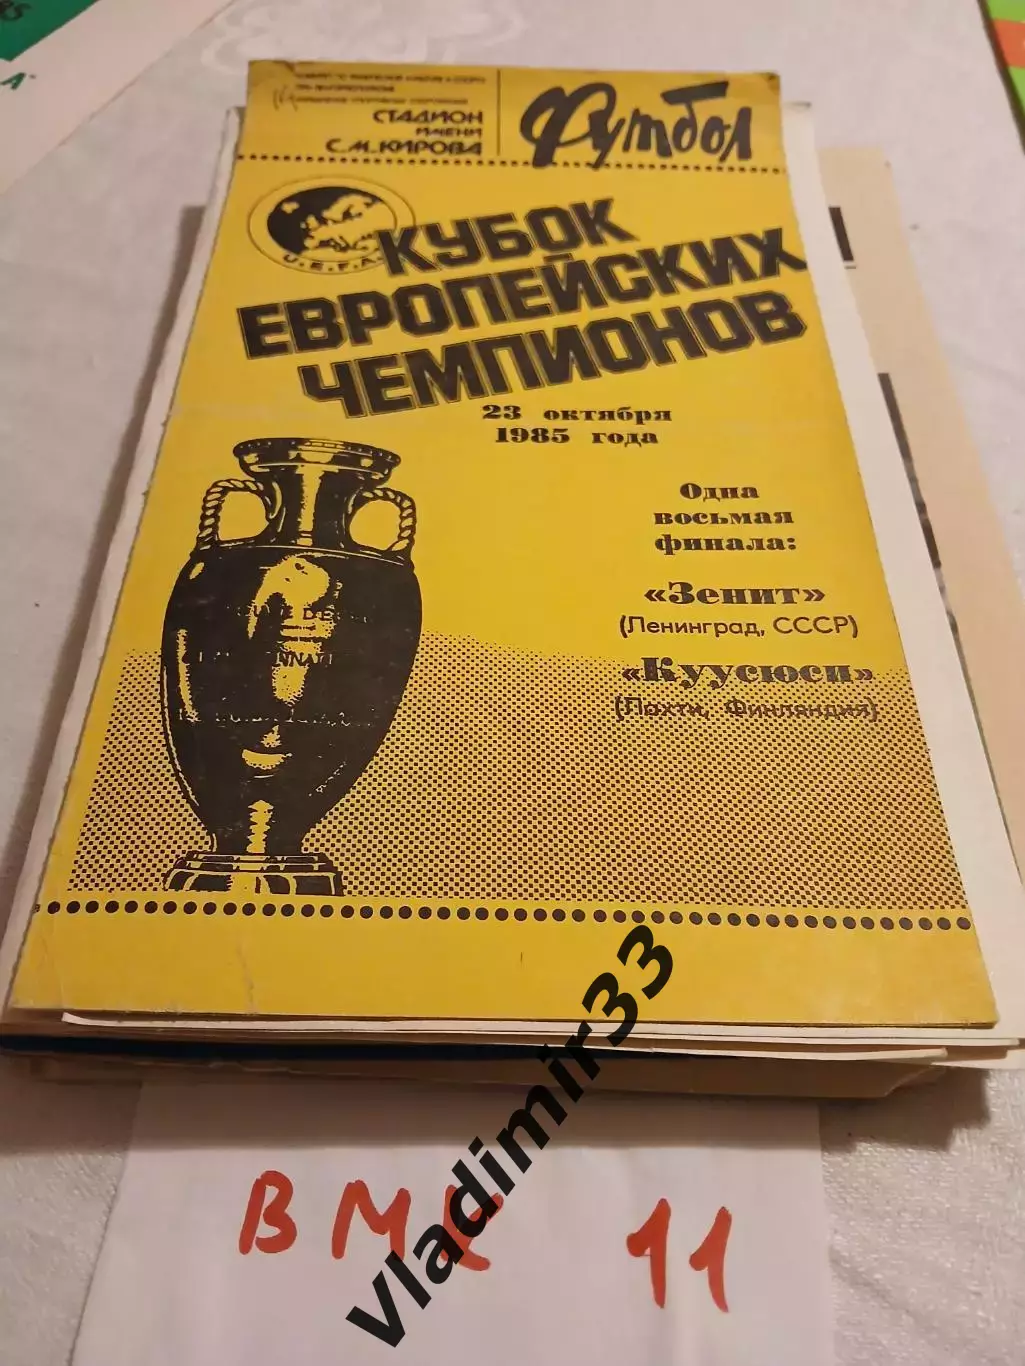 85
А"
СТАДИОН
ИМЕНИ
С.М.КИРОВА
Футбол
U.E.F.A.
КУБОК
ЕВРОПЕЙСКИХ
ЧЕМПИОНОВ
23 октября
1985 года
Одна
восьмая
финала:
«Зенит»
(Ленинград, СССР)
«Куусюси»
(Лахти, Финляндия)
vladimir33
ВМК 11